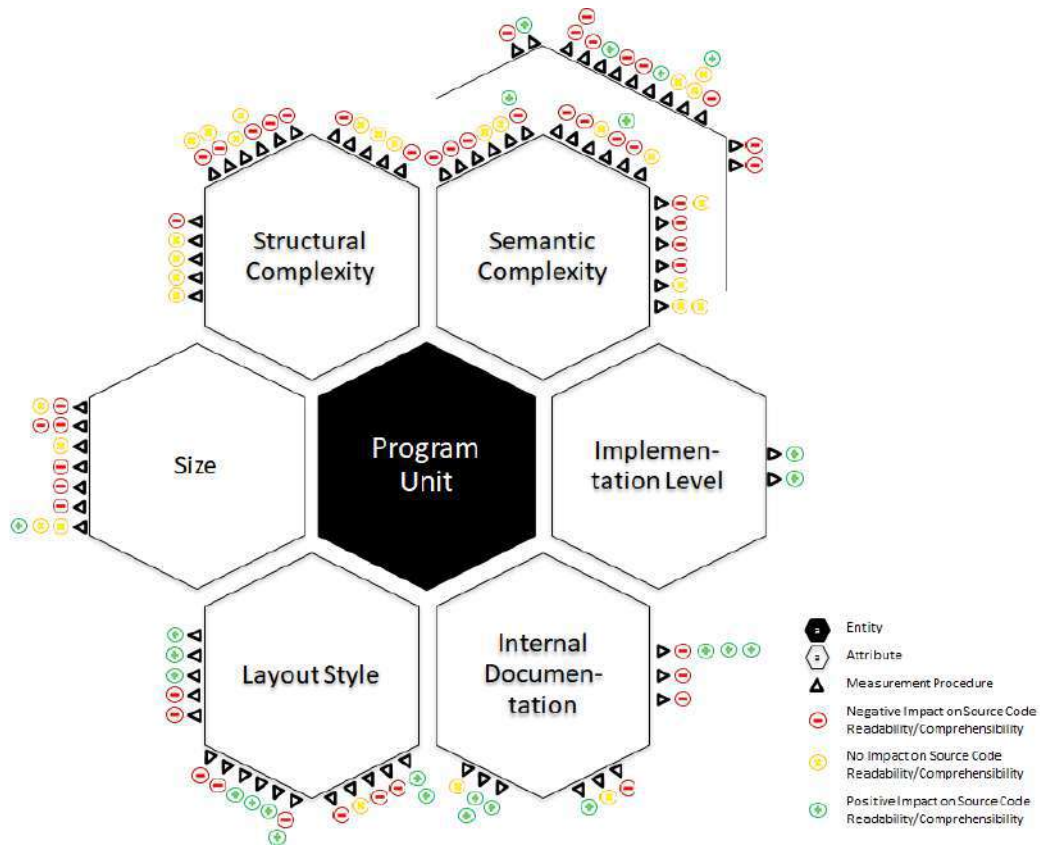 Structural
Complexity
Semantic
Complexity
Size
Program
Unit
Implemen-
tation Level
Layout Style
Internal
Documen-
tation
Entity
Attribute
Measurement Procedure
Negative Impact on Source Code
Readability/Comprehensibility
No Impact on Source Code
Readability/Comprehensibility
Positive Impact on Source Code
Readability/Comprehensibility